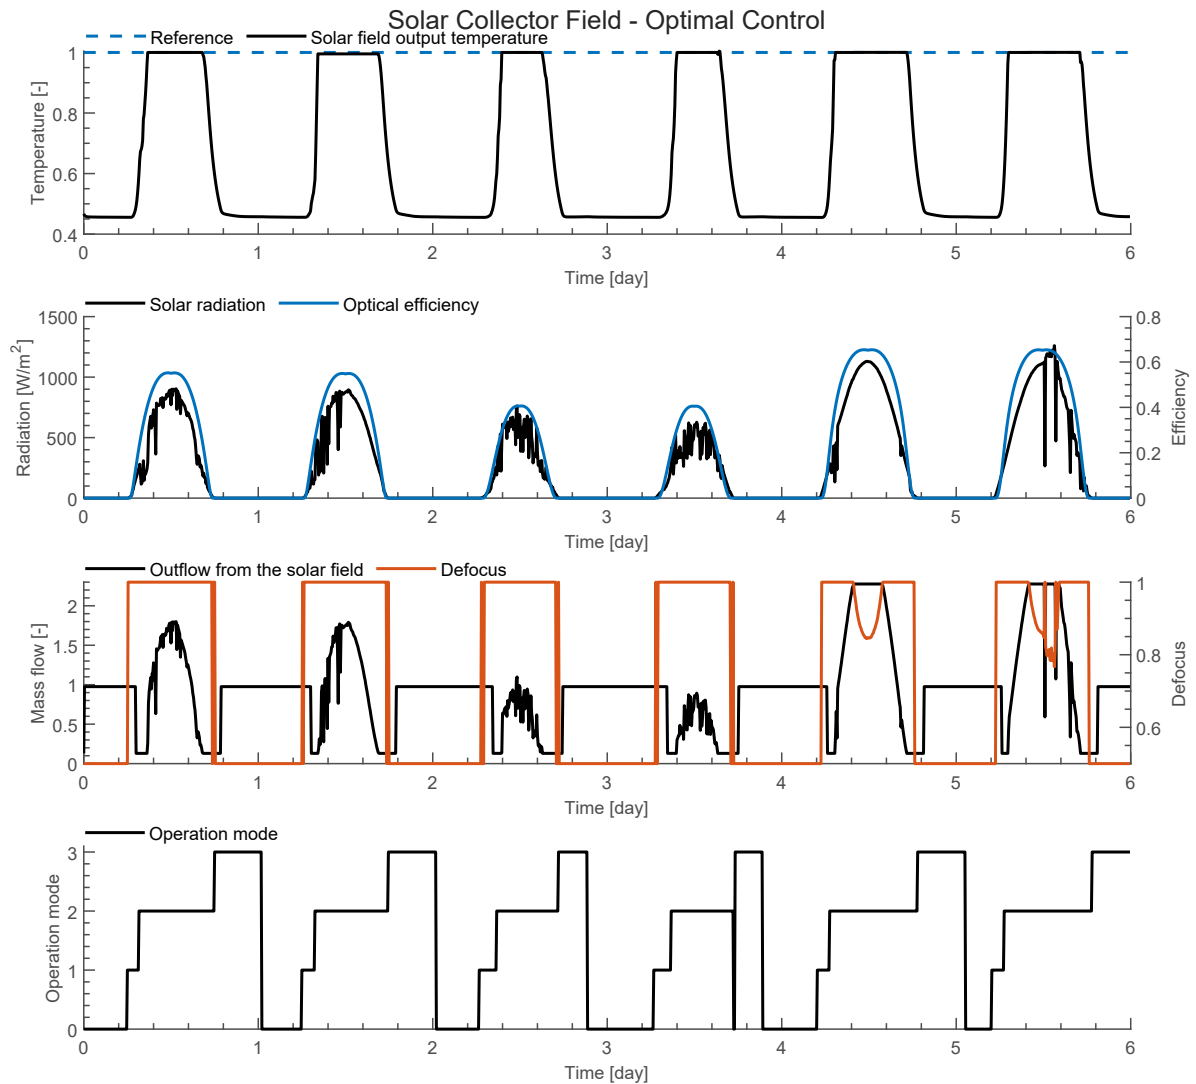 Solar Collector Field - Optimal Control
Reference Solar field output temperature
1
0.8
0.6
0.4
Temperature [-]
0 1 2 3 4 5 6
Time [day]
Solar radiation Optical efficiency
1500
1000
500
0
Radiation [W/m2]
0.8
0.6
0.4
0.2
0
Efficiency
0 1 2 3 4 5 6
Time [day]
Outflow from the solar field Defocus
2
1.5
1
0.5
0
Mass flow [-]
1
0.8
0.6
Defocus
0 1 2 3 4 5 6
Time [day]
Operation mode
3
2
1
0
Operation mode
0 1 2 3 4 5 6
Time [day]